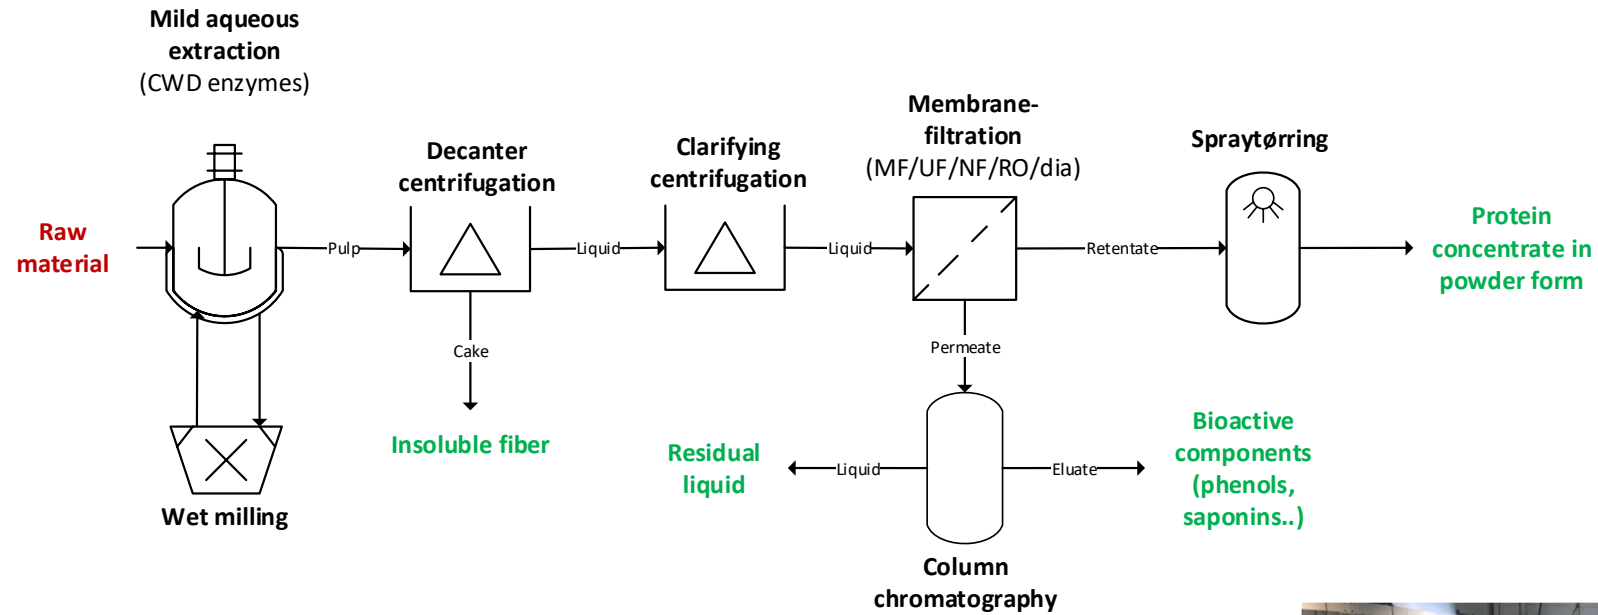 Mild aqueous
extraction
(CWD enzymes)
Decanter
centrifugation
Clarifying
centrifugation
Membrane-
filtration
(MF/UF/NF/RO/dia)
Spraytørring
Raw
material
Pulp
Liquid
Liquid
Retentate
Protein
concentrate in
powder form
Cake
Permeate
Insoluble fiber
Wet milling
Residual
liquid
Liquid
Eluate
Bioactive
components
(phenols,
saponins..)
Column
chromatography